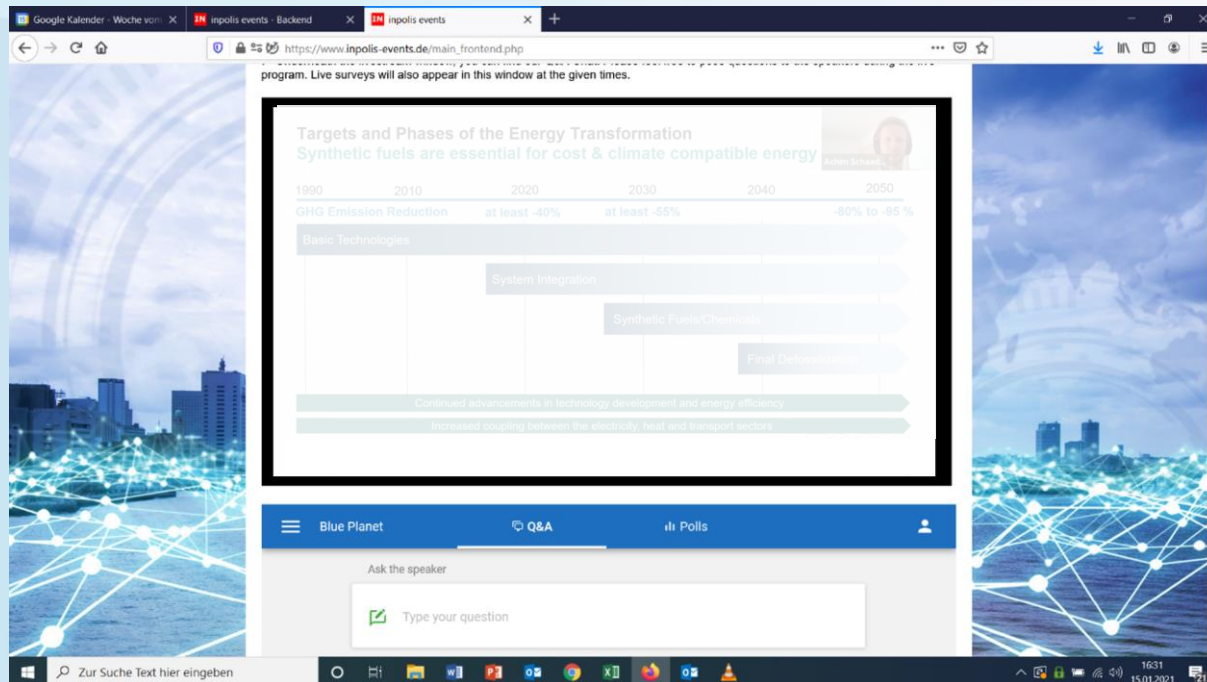 Google Kalender - Woche vom
inpolis events - Backend
inpolis events
https://www.inpolis-events.de/main_frontend.php
program. Live surveys will also appear in this window at the given times.
Targets and Phases of the Energy Transformation
Synthetic fuels are essential for cost & climate compatible energy
Achim Schaad
1990 2010 2020 2030 2040 2050
GHG Emission Reduction at least -40% at least -55% -80% to -95 %
Basic Technologies
System Integration
Synthetic Fuels/Chemicals
Final
Continued advancements in technology development and energy efficiency
Increased coupling between the electricity, heat and transport sectors
Blue Planet Q&A Polls
Ask the speaker
Type your question
Zur Suche Text hier eingeben
16:31
15.01.2021
21